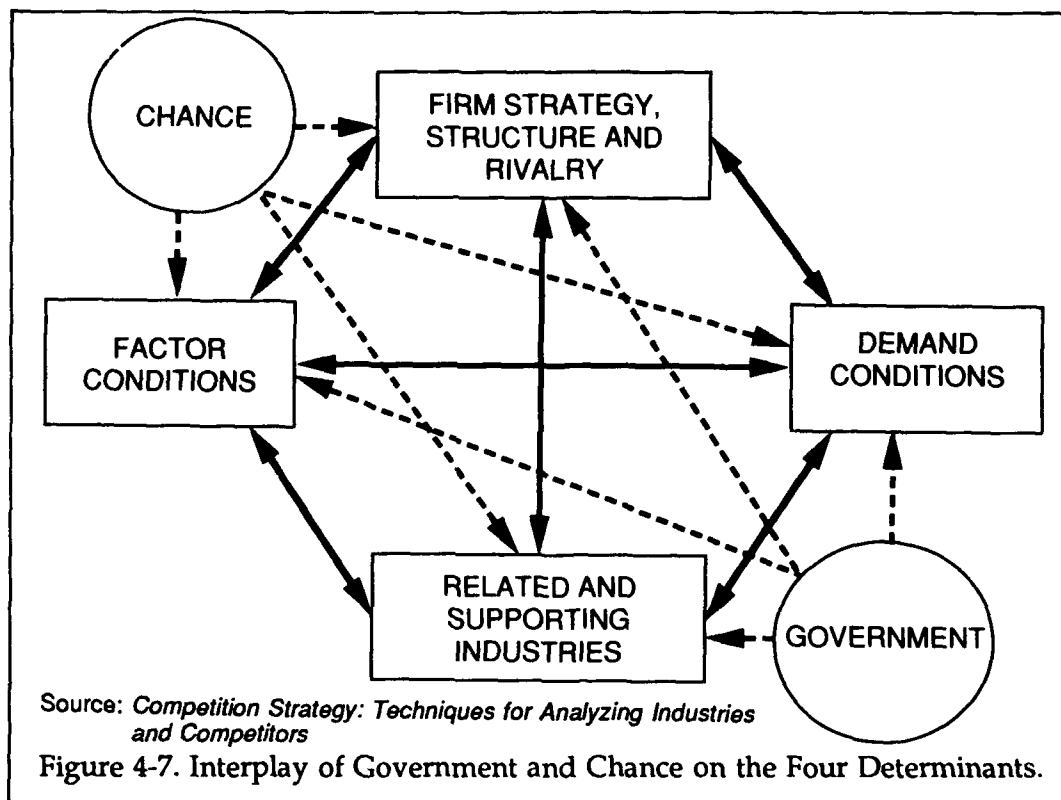 CHANCE
FIRM STRATEGY,
STRUCTURE AND
RIVALRY
FACTOR
CONDITIONS
DEMAND
CONDITIONS
RELATED AND
SUPPORTING
INDUSTRIES
GOVERNMENT
Source: Competition Strategy: Techniques for Analyzing Industries
and Competitors
Figure 4-7. Interplay of Government and Chance on the Four Determinants.